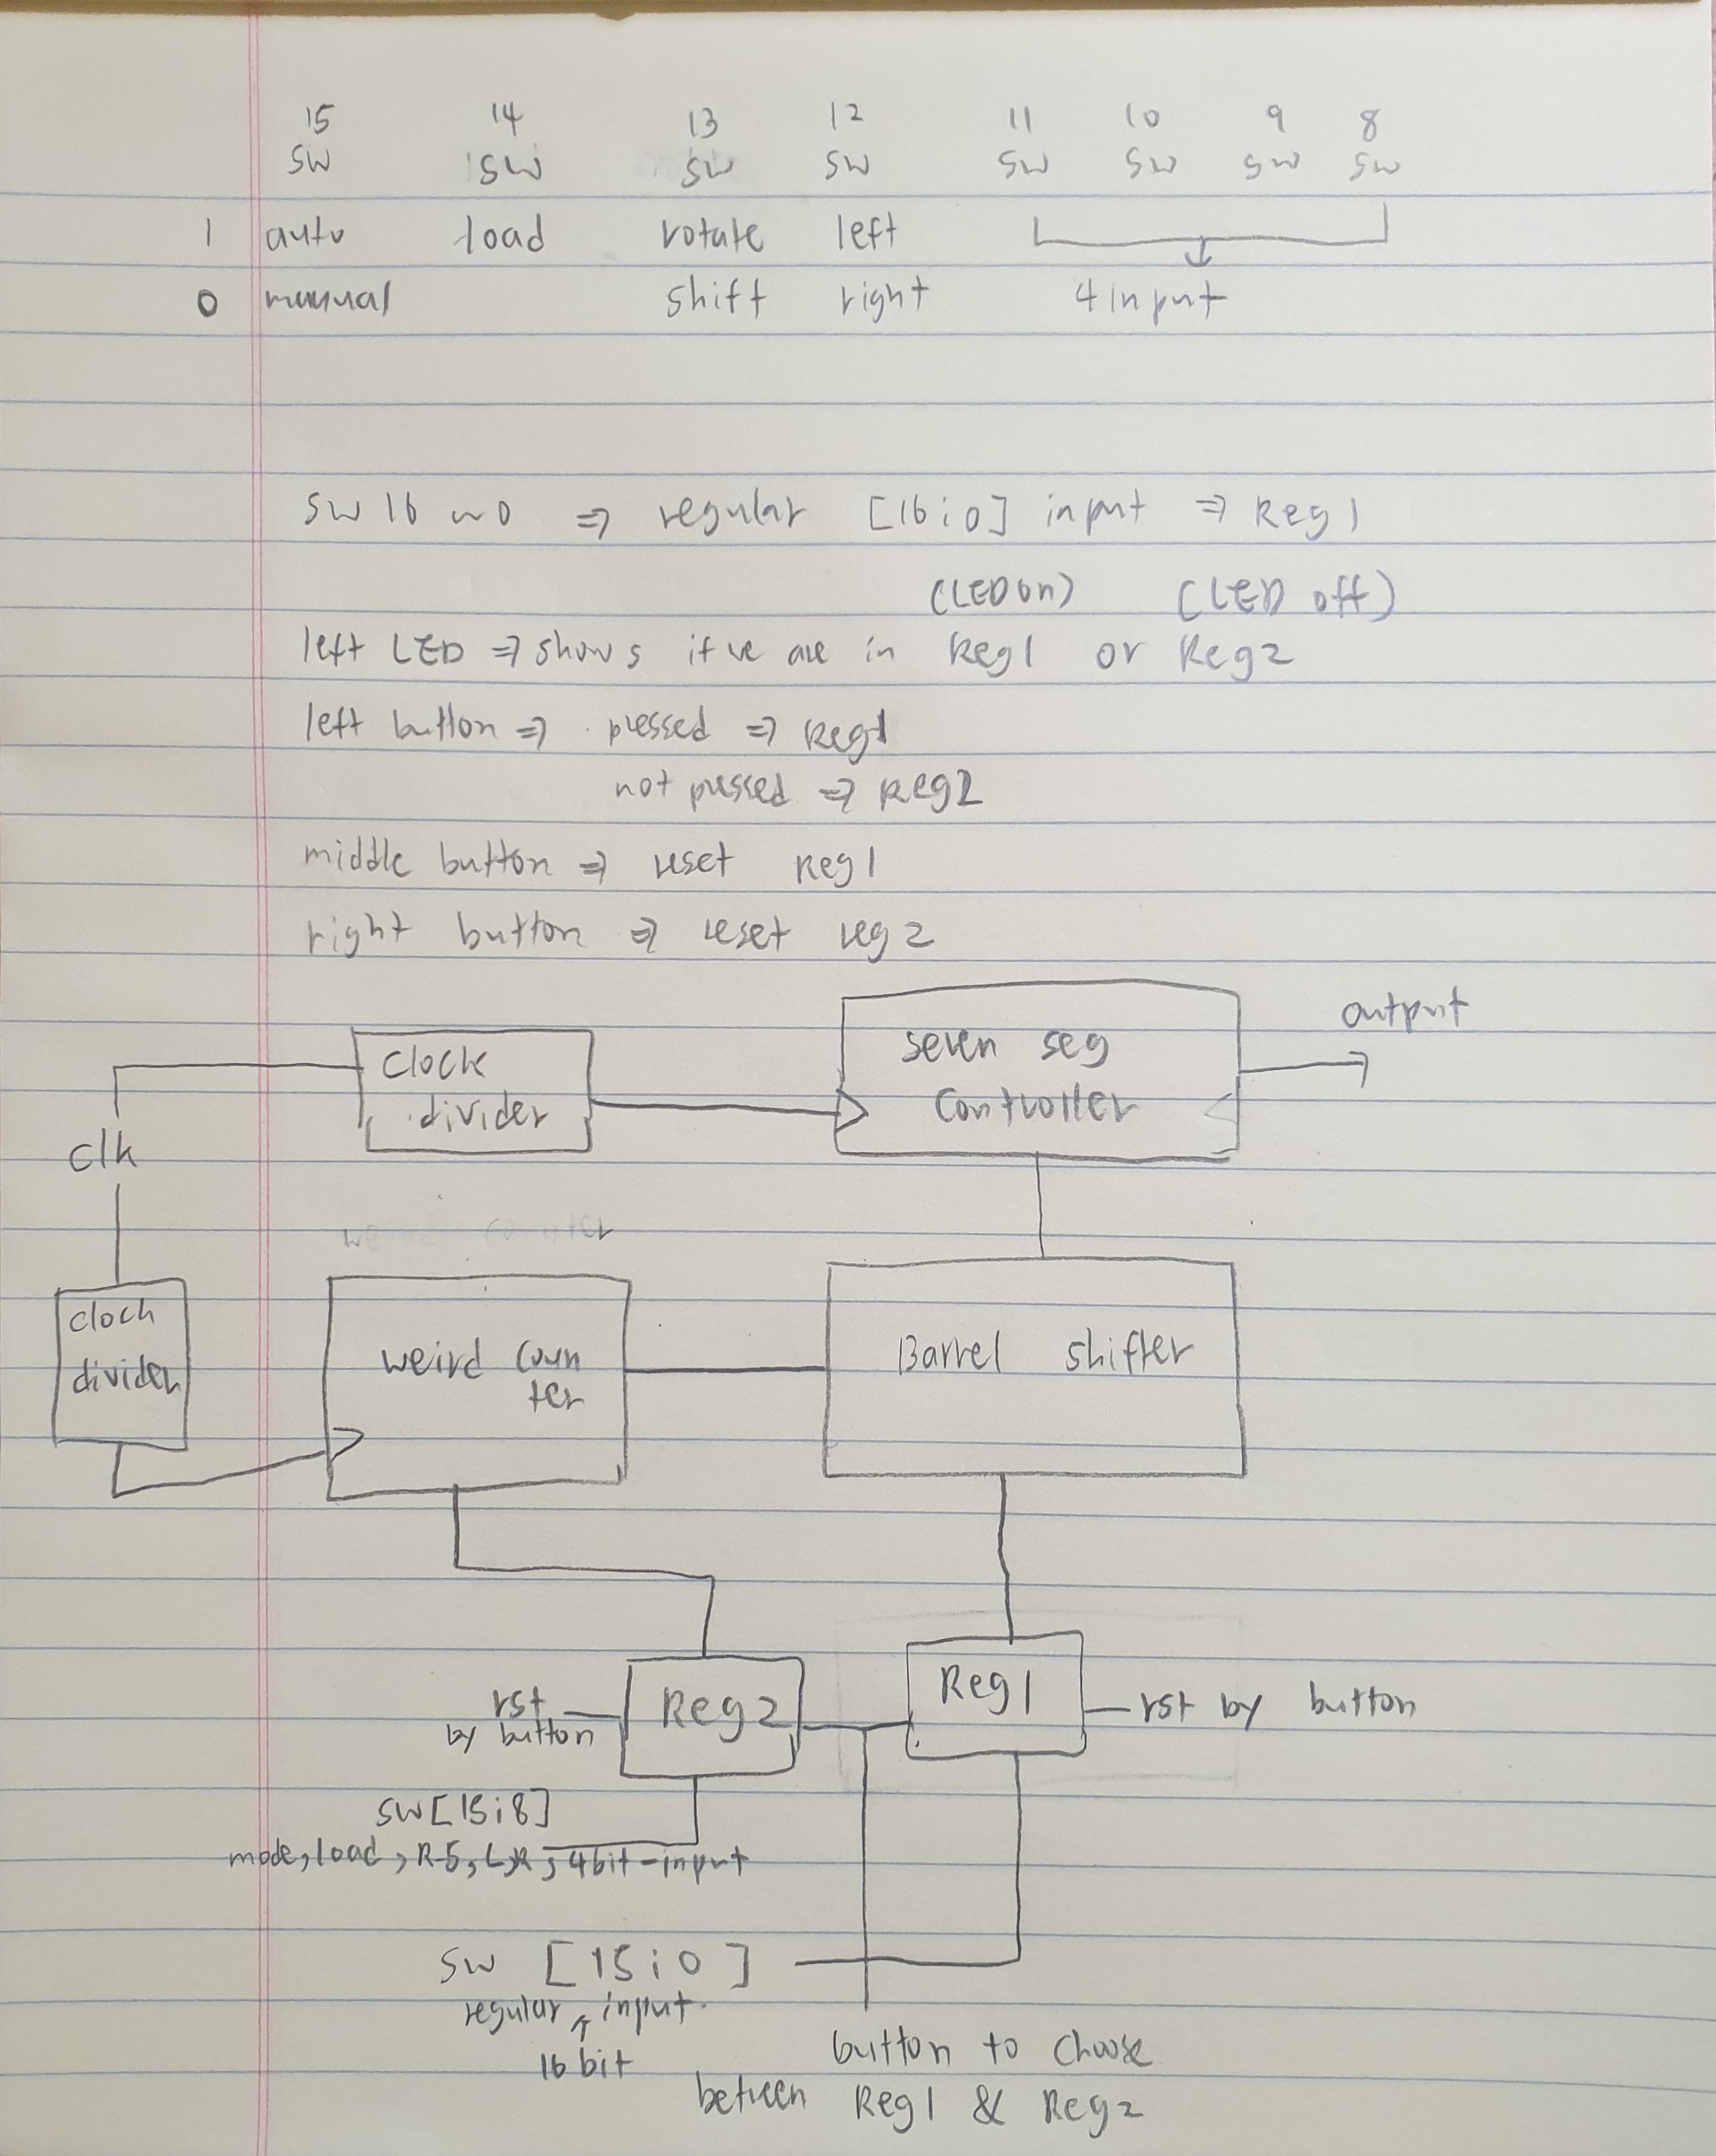 15 14 13 12 11 10 9 8
SW SW SW SW SW SW SW SW
1 auto load rotate left
0 manual shift right 4 input
SW 16 ~ 0 ⇒ regular [16:0] input ⇒ Reg1
(LED on) (LED off)
left LED ⇒ shows if we are in Reg1 or Reg2
left button ⇒ pressed ⇒ Reg1
not pressed ⇒ Reg2
middle button ⇒ reset Reg1
right button ⇒ reset reg2
output
seven seg
controller
clock
divider
clk
counter
clock
divider
weird coun
ter
Barrel shifter
Reg1
Reg2
rst
by button
rst by button
SW[15:8]
mode, load, R-S, L,R, 4bit-input
SW [15:0]
regular input.
↑
16 bit
button to choose
between Reg1 & Reg2